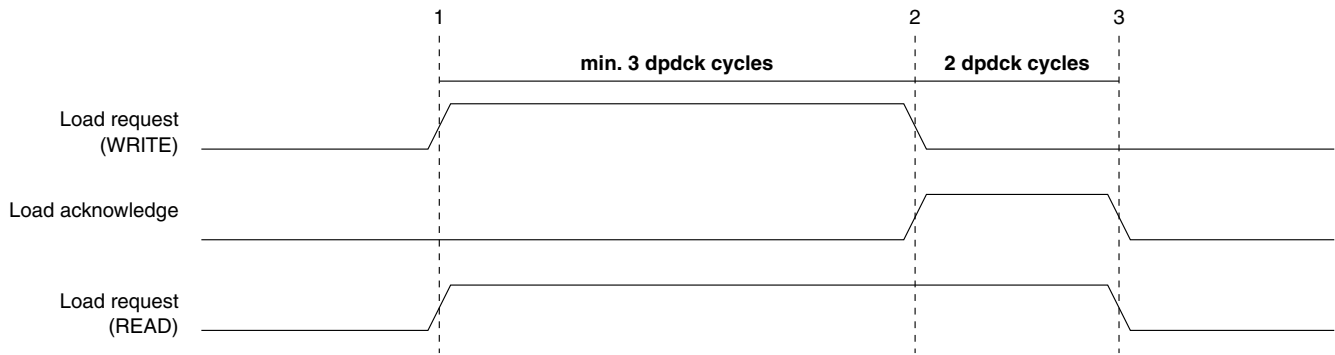 1 2 3
min. 3 dpdck cycles 2 dpdck cycles
Load request
(WRITE)
Load acknowledge
Load request
(READ)